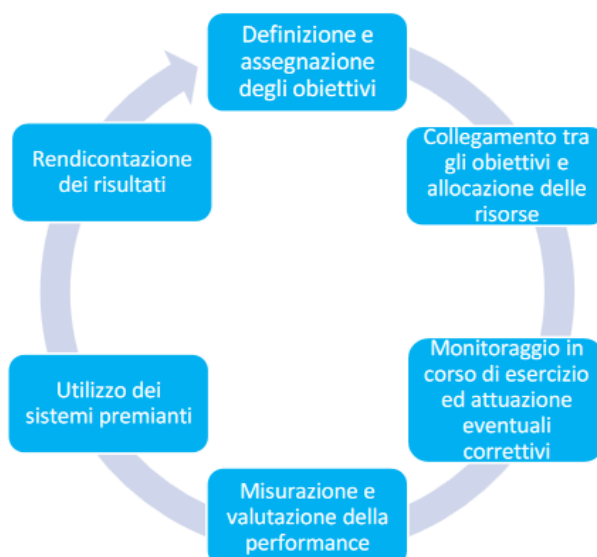 Definizione e
assegnazione
degli obiettivi
Collegamento tra
gli obiettivi e
allocazione delle
risorse
Monitoraggio in
corso di esercizio
ed attuazione
eventuali
correttivi
Misurazione e
valutazione della
performance
Utilizzo dei
sistemi premianti
Rendicontazione
dei risultati